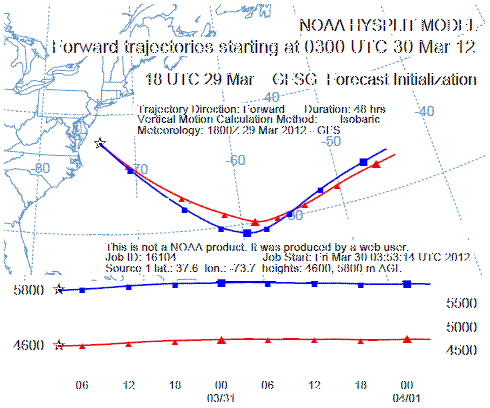 NOAA HYSPLIT MODEL
Forward trajectories starting at 0300 UTC 30 Mar 12
18 UTC 29 Mar GFSG Forecast Initialization
Trajectory Direction: Forward Duration: 48 hrs
Vertical Motion Calculation Method: Isobaric
Meteorology: 1800Z 29 Mar 2012 - GFS
-40
-40
-50
-60
-70
-80
30
This is not a NOAA product. It was produced by a web user.
Job ID: 16104 Job Start: Fri Mar 30 03:53:14 UTC 2012
Source 1 lat.: 37.6 lon.: -73.7 heights: 4600, 5800 m AGL
5800
5500
5000
4600
4500
06 12 18 00 06 12 18 00
03/31 04/01